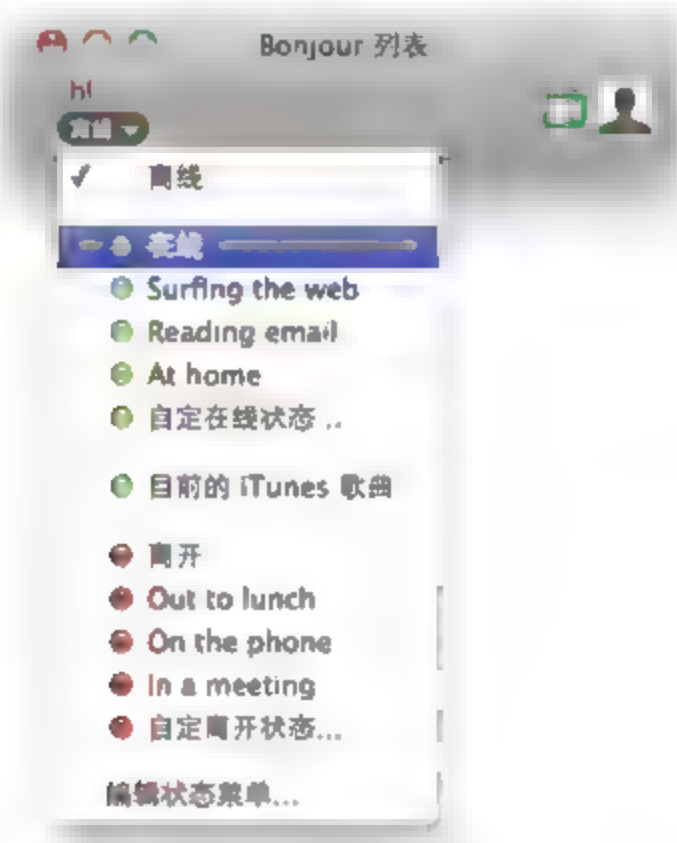 Bonjour 列表
离线
在线
Surfing the web
Reading email
At home
自定在线状态...
目前的 iTunes 歌曲
离开
Out to lunch
On the phone
In a meeting
自定离开状态...
编辑状态菜单...